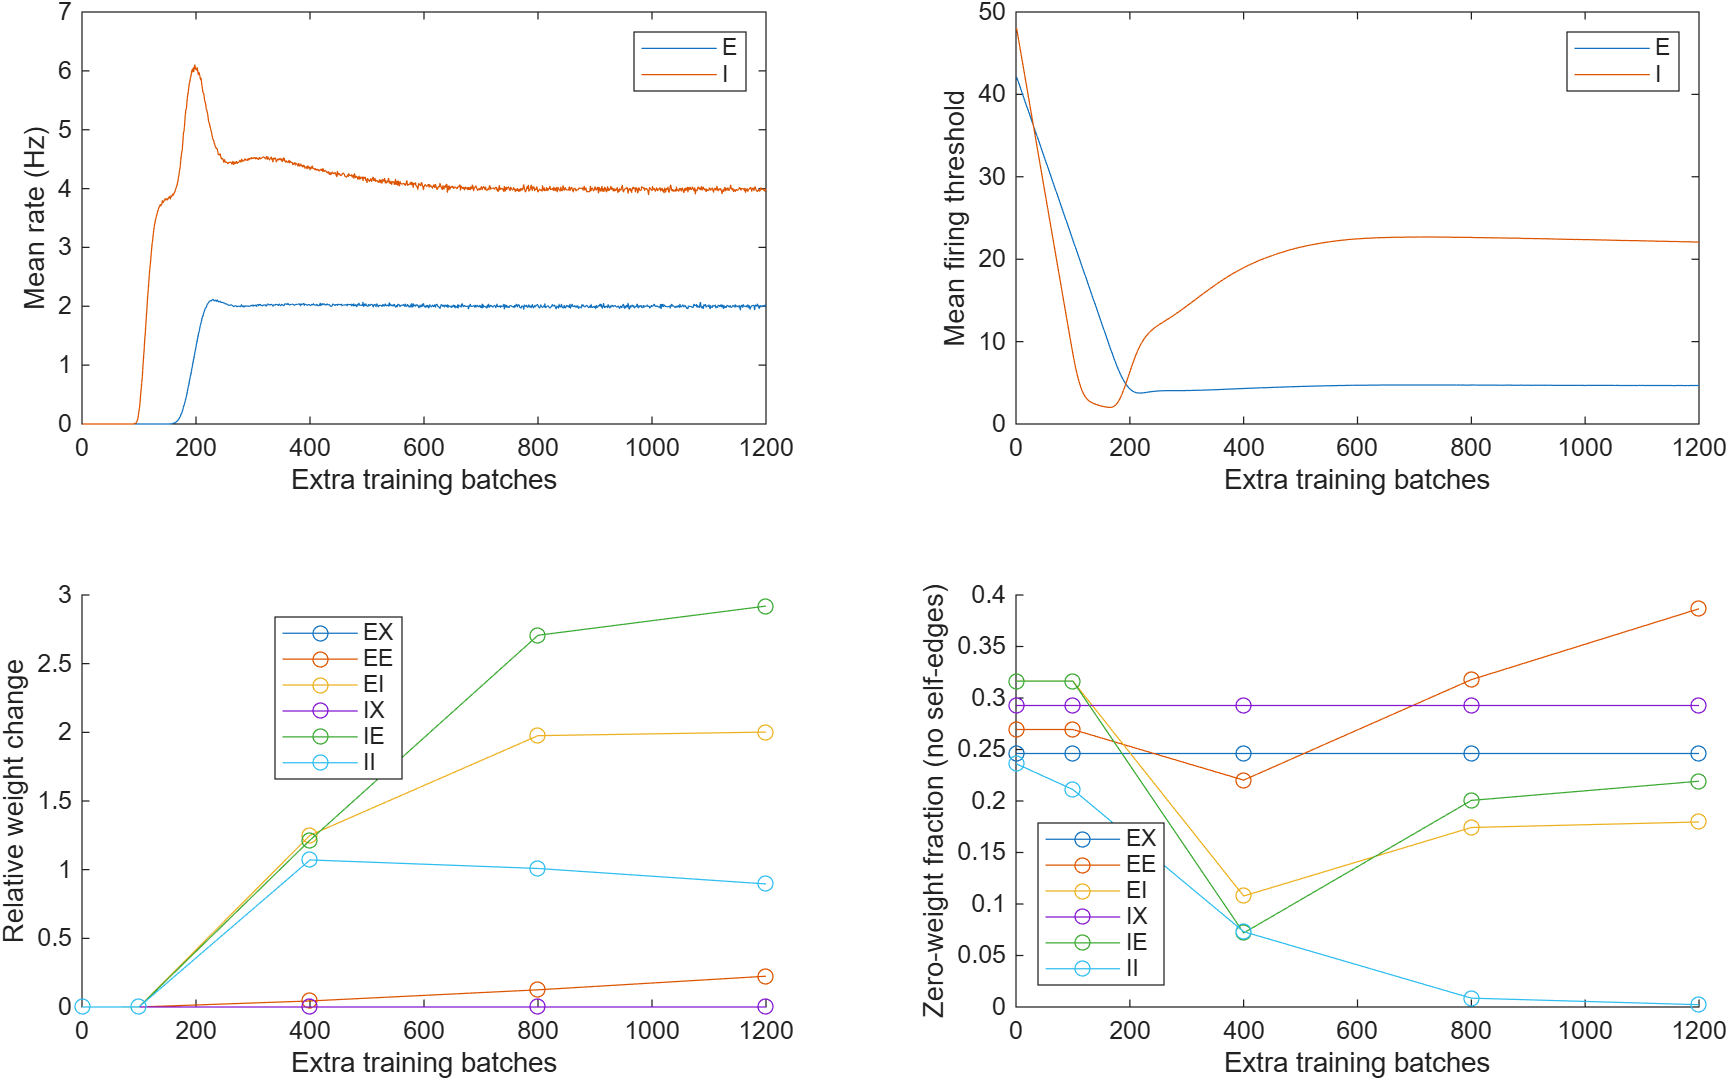 7
6
5
4
3
2
1
0
Mean rate (Hz)
E
I
0 200 400 600 800 1000 1200
Extra training batches
50
40
30
20
10
0
Mean firing threshold
E
I
0 200 400 600 800 1000 1200
Extra training batches
3
2.5
2
1.5
1
0.5
0
Relative weight change
EX
EE
EI
IX
IE
II
0 200 400 600 800 1000 1200
Extra training batches
0.4
0.35
0.3
0.25
0.2
0.15
0.1
0.05
0
Zero-weight fraction (no self-edges)
EX
EE
EI
IX
IE
II
0 200 400 600 800 1000 1200
Extra training batches